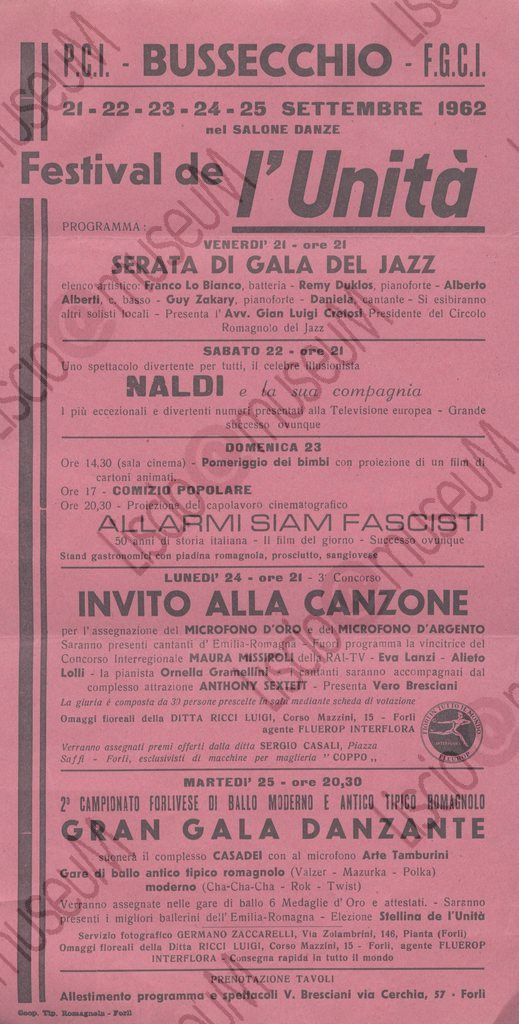 P.C.I. - BUSSECCHIO - F.G.C.I.
21 - 22 - 23 - 24 - 25 SETTEMBRE 1962
nel SALONE DANZE
Festival de l'Unità
PROGRAMMA:
VENERDI' 21 - ore 21
SERATA DI GALA DEL JAZZ
elenco artistico: Franco Lo Bianco, batteria - Remy Duklos, pianoforte - Alberto
Alberti, c. basso - Guy Zakary, pianoforte - Daniela, cantante - Si esibiranno
altri solisti locali - Presenta l'Avv. Gian Luigi Cretosi Presidente del Circolo
Romagnolo del Jazz
SABATO 22 - ore 21
Uno spettacolo divertente per tutti, il celebre illusionista
NALDI e la sua compagnia
I più eccezionali e divertenti numeri presentati alla Televisione europea - Grande
successo ovunque
DOMENICA 23
Ore 14,30 (sala cinema) - Pomeriggio dei bimbi con proiezione di un film di
cartoni animati.
Ore 17 - COMIZIO POPOLARE
Ore 20,30 - Proiezione del capolavoro cinematografico
ALLARMI SIAM FASCISTI
50 anni di storia italiana - Il film del giorno - Successo ovunque
Stand gastronomici con piadina romagnola, prosciutto, sangiovese
LUNEDI' 24 - ore 21 - 3° Concorso
INVITO ALLA CANZONE
per l'assegnazione del MICROFONO D'ORO e del MICROFONO D'ARGENTO
Saranno presenti cantanti d'Emilia-Romagna - Fuori programma la vincitrice del
Concorso Interregionale MAURA MISSIROLI della RAI-TV - Eva Lanzi - Alieto
Lolli - la pianista Ornella Gramellini - I cantanti saranno accompagnati dal
complesso attrazione ANTHONY SEXTETT - Presenta Vero Bresciani
La giuria è composta da 30 persone prescelte in sala mediante scheda di votazione
Omaggi floreali della DITTA RICCI LUIGI, Corso Mazzini, 15 - Forlì
agente FLUEROP INTERFLORA
Verranno assegnati premi offerti dalla ditta SERGIO CASALI, Piazza
Saffi - Forlì, esclusivisti di macchine per maglieria "COPPO„
FIORI IN TUTTO IL MONDO
INTERFLORA
FLEUROP
MARTEDI' 25 - ore 20,30
2° CAMPIONATO FORLIVESE DI BALLO MODERNO E ANTICO TIPICO ROMAGNOLO
GRAN GALA DANZANTE
suonerà il complesso CASADEI con al microfono Arte Tamburini
Gare di ballo antico tipico romagnolo (Valzer - Mazurka - Polka)
moderno (Cha-Cha-Cha - Rok - Twist)
Verranno assegnate nelle gare di ballo 6 Medaglie d'Oro e attestati. - Saranno
presenti i migliori ballerini dell'Emilia-Romagna - Elezione Stellina de l'Unità
Servizio fotografico GERMANO ZACCARELLI, Via Zolambrini, 146, Pianta (Forlì)
Omaggi floreali della Ditta RICCI LUIGI, Corso Mazzini, 15 - Forlì, agente FLUEROP
INTERFLORA - Consegna rapida in tutto il mondo
PRENOTAZIONE TAVOLI
Allestimento programma e spettacoli V. Bresciani via Cerchia, 57 - Forlì
Coop. Tip. Romagnola - Forlì
Liscio@museuM
Liscio@museuM
Liscio@museuM
Liscio@museuM